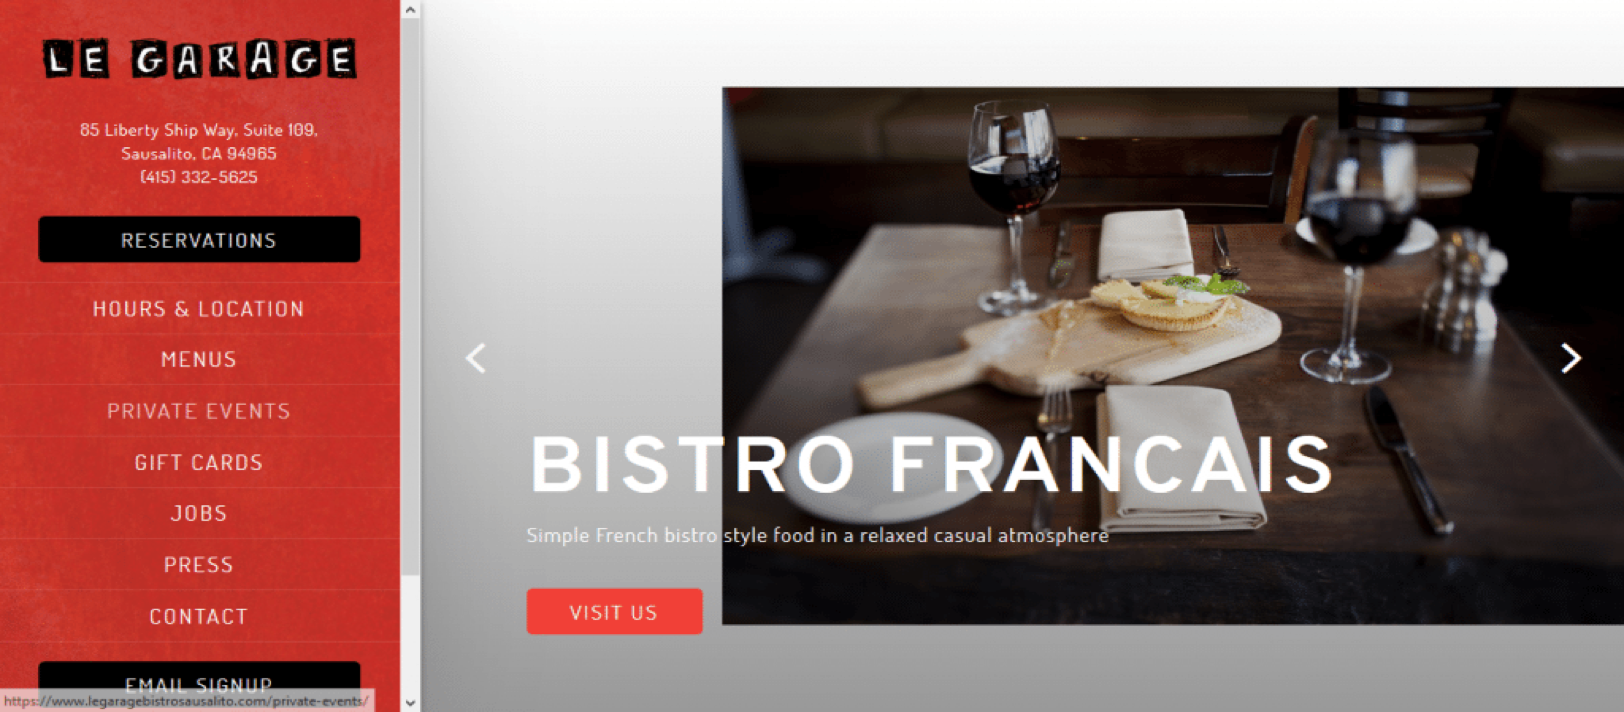 LE GARAGE
85 Liberty Ship Way, Suite 109,
Sausalito, CA 94965
(415) 332-5625
RESERVATIONS
HOURS & LOCATION
MENUS
PRIVATE EVENTS
GIFT CARDS
JOBS
PRESS
CONTACT
EMAIL SIGNUP
https://www.legaragebistrosausalito.com/private-events/
BISTRO FRANCAIS
Simple French bistro style food in a relaxed casual atmosphere
VISIT US